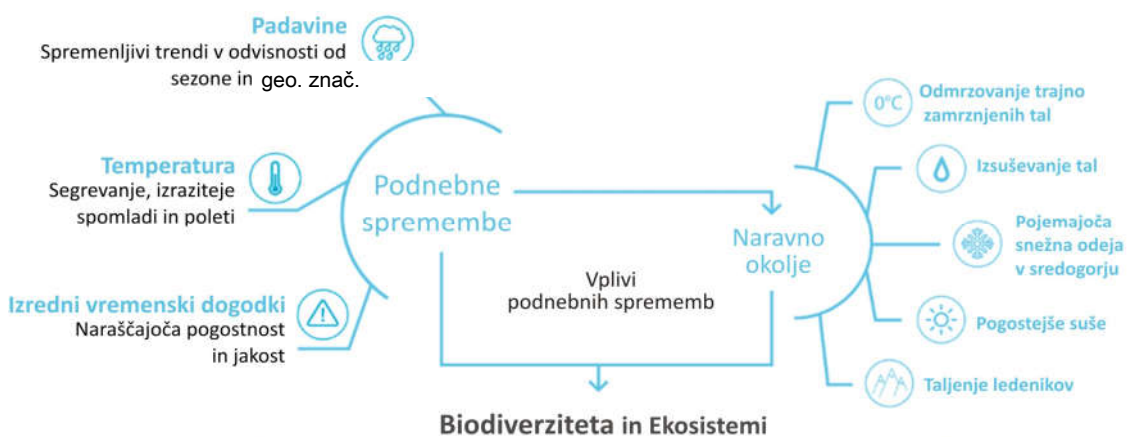 Padavine
Spremenljivi trendi v odvisnosti od
sezone in geo. znač.
Temperatura
Segrevanje, izraziteje
spomladi in poleti
Izredni vremenski dogodki
Naraščajoča pogostnost
in jakost
Podnebne
spremembe
Vplivi
podnebnih sprememb
Naravno
okolje
0°C
Odmrzovanje trajno
zamrznjenih tal
Izsuševanje tal
Pojemajoča
snežna odeja
v sredogorju
Pogostejše suše
Taljenje ledenikov
Biodiverziteta in Ekosistemi